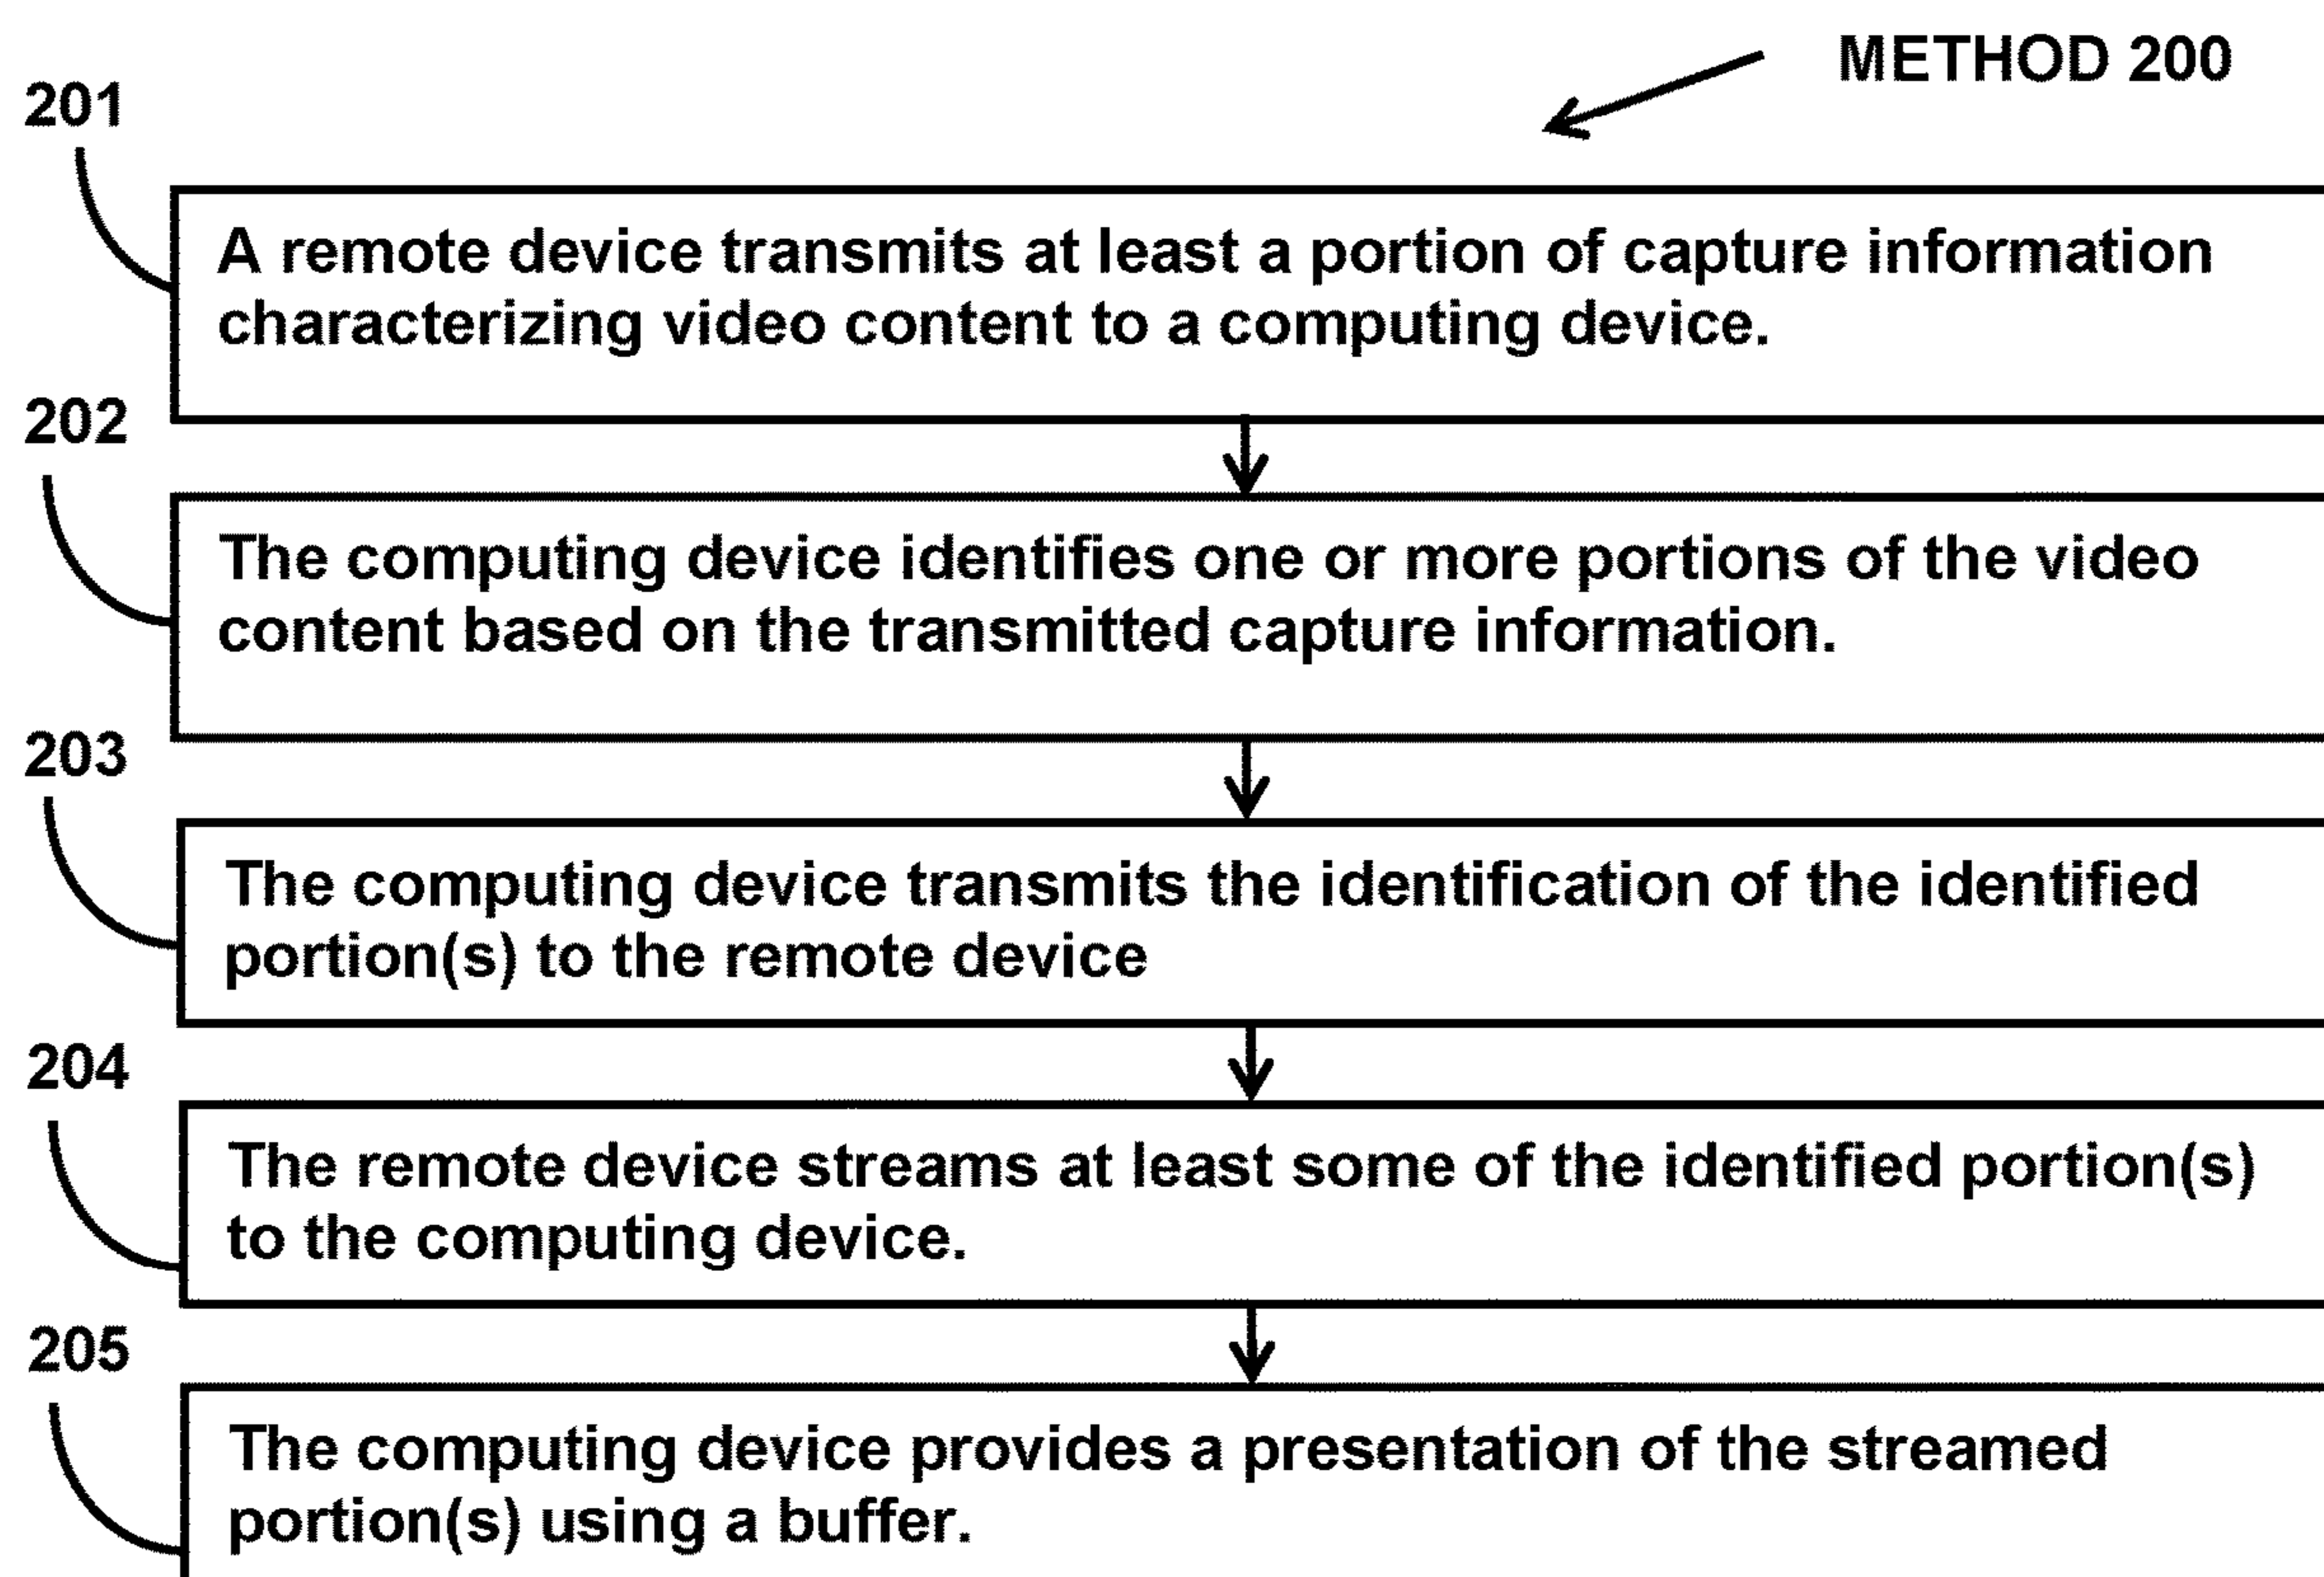 METHOD 200
201
A remote device transmits at least a portion of capture information
characterizing video content to a computing device.
202
The computing device identifies one or more portions of the video
content based on the transmitted capture information.
203
The computing device transmits the identification of the identified
portion(s) to the remote device
204
The remote device streams at least some of the identified portion(s)
to the computing device.
205
The computing device provides a presentation of the streamed
portion(s) using a buffer.